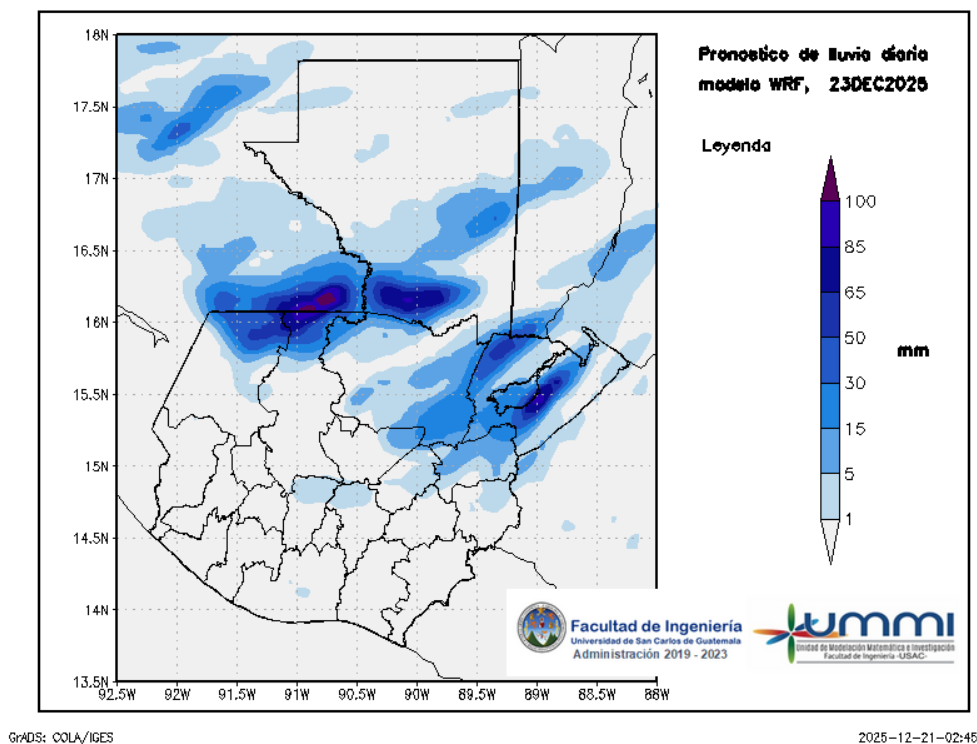 Pronostico de lluvia diaria
modelo WRF, 23DEC2025
Leyenda
100
85
65
50
30
15
5
1
mm
18N
17.5N
17N
16.5N
16N
15.5N
15N
14.5N
14N
13.5N
92.5W
92W
91.5W
91W
90.5W
90W
89.5W
89W
88.5W
88W
Facultad de Ingeniería
Universidad de San Carlos de Guatemala
Administración 2019 - 2023
UMMI
Unidad de Modelación Matemática e Investigación
Facultad de Ingeniería -USAC-
GrADS: COLA/IGES
2025-12-21-02:45